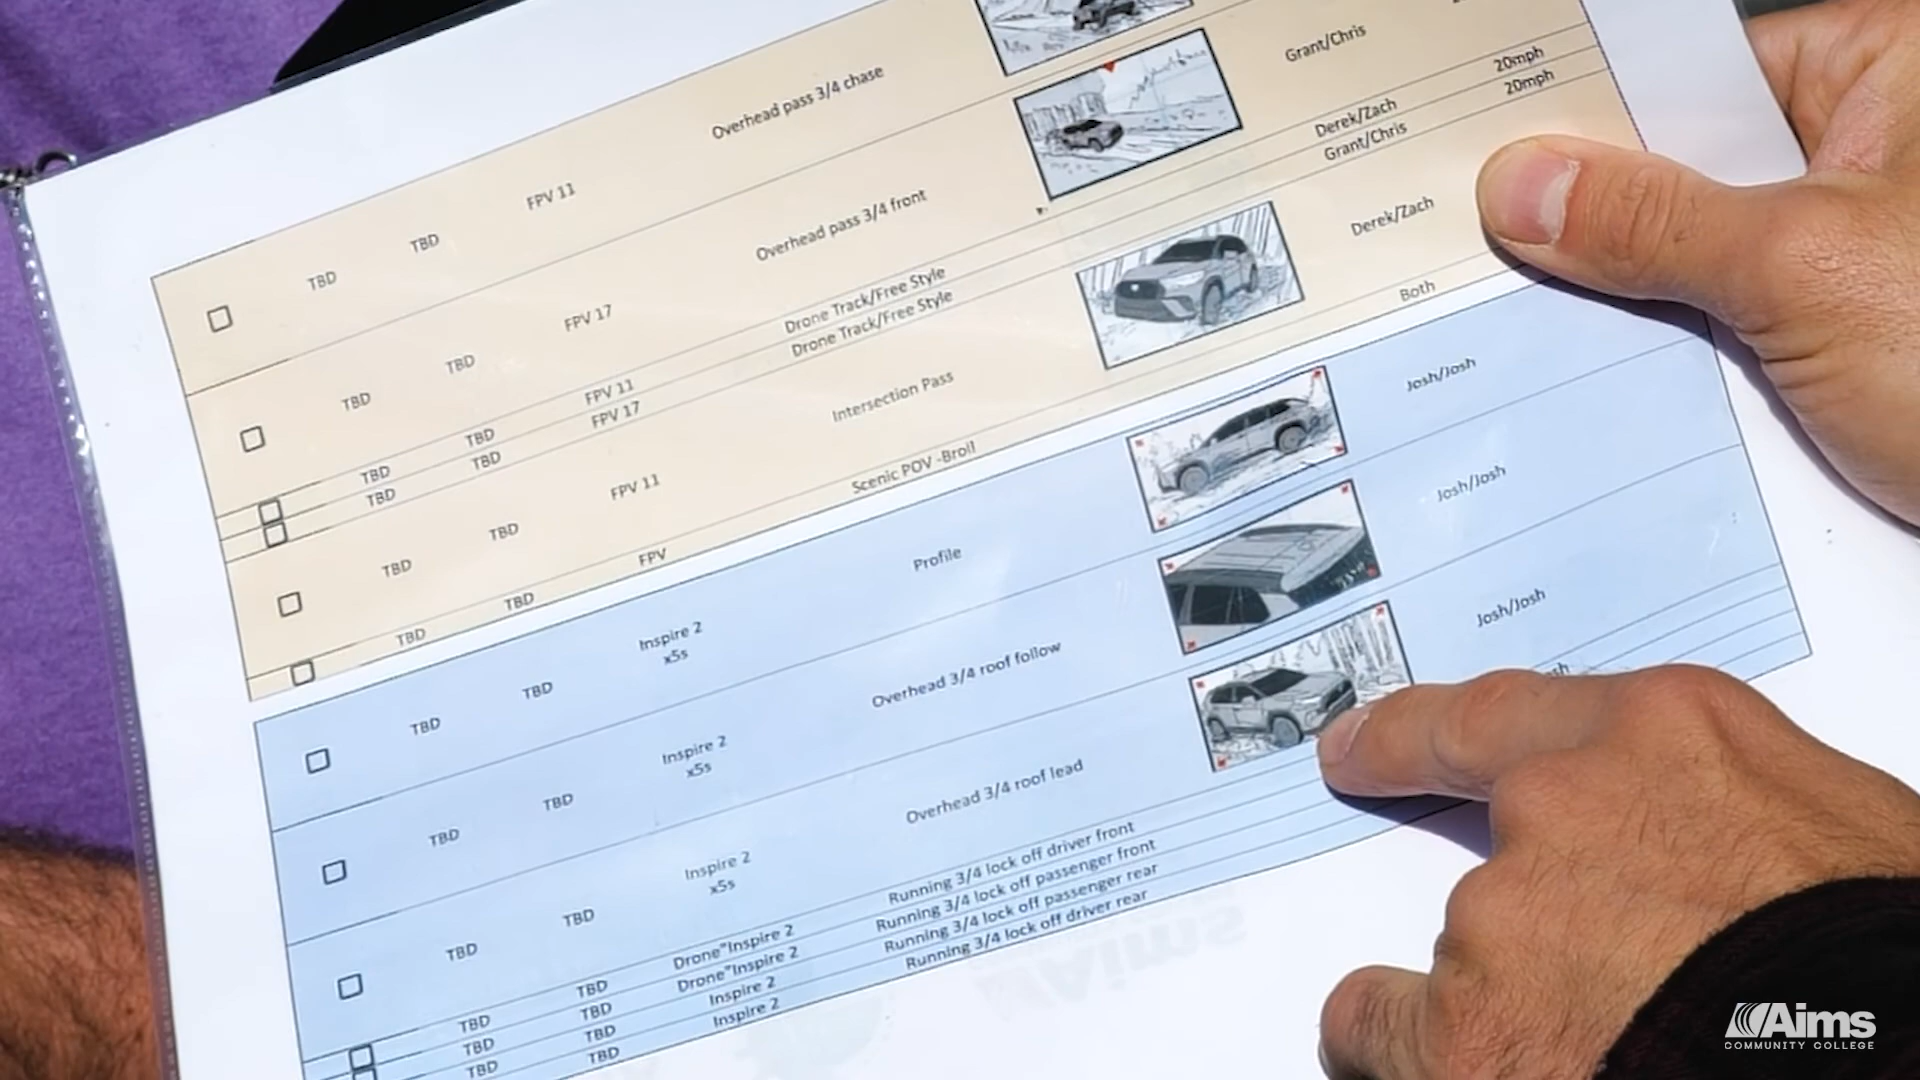 TBD TBD FPV 11 Overhead pass 3/4 chase Grant/Chris
TBD TBD FPV 17 Overhead pass 3/4 front
TBD TBD FPV 11 Drone Track/Free Style Derek/Zach 20mph
TBD TBD FPV 17 Drone Track/Free Style Grant/Chris 20mph
TBD TBD FPV 11 Intersection Pass Derek/Zach
TBD TBD FPV Scenic POV -Broil Both
TBD TBD Inspire 2 Profile Josh/Josh
x5s
TBD TBD Inspire 2 Overhead 3/4 roof follow Josh/Josh
x5s
TBD TBD Inspire 2 Overhead 3/4 roof lead Josh/Josh
x5s
TBD TBD Drone"Inspire 2 Running 3/4 lock off driver front
TBD TBD Drone"Inspire 2 Running 3/4 lock off passenger front
TBD TBD Inspire 2 Running 3/4 lock off passenger rear
TBD Inspire 2 Running 3/4 lock off driver rear
Aims
COMMUNITY COLLEGE